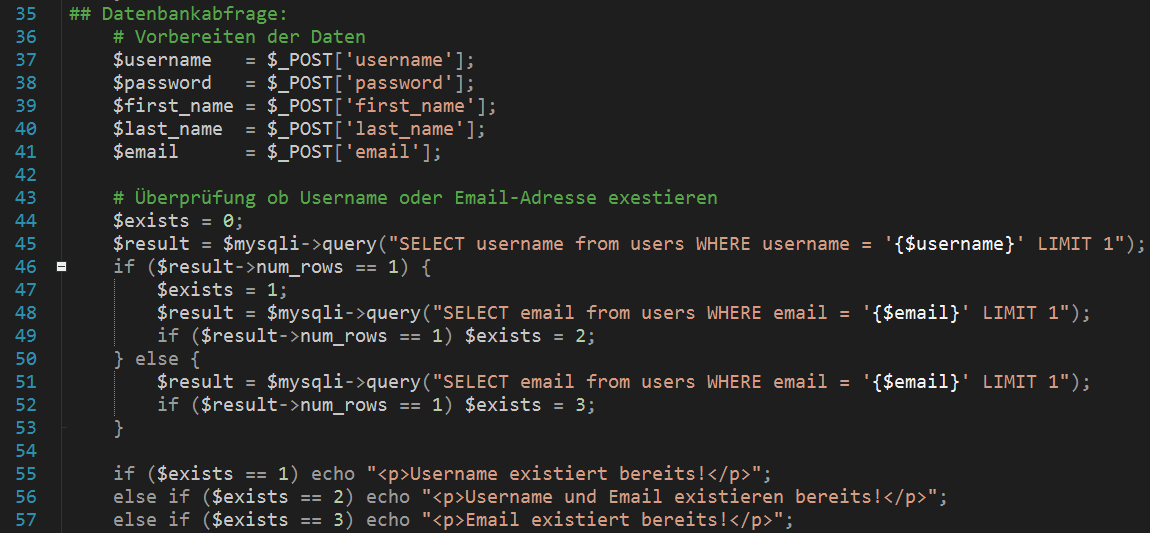 35 ## Datenbankabfrage:
36 # Vorbereiten der Daten
37 $username   = $_POST['username'];
38 $password   = $_POST['password'];
39 $first_name = $_POST['first_name'];
40 $last_name  = $_POST['last_name'];
41 $email      = $_POST['email'];
42
43 # Überprüfung ob Username oder Email-Adresse exestieren
44 $exists = 0;
45 $result = $mysqli->query("SELECT username from users WHERE username = '{$username}' LIMIT 1");
46 if ($result->num_rows == 1) {
47     $exists = 1;
48     $result = $mysqli->query("SELECT email from users WHERE email = '{$email}' LIMIT 1");
49     if ($result->num_rows == 1) $exists = 2;
50 } else {
51     $result = $mysqli->query("SELECT email from users WHERE email = '{$email}' LIMIT 1");
52     if ($result->num_rows == 1) $exists = 3;
53 }
54
55 if ($exists == 1) echo "<p>Username existiert bereits!</p>";
56 else if ($exists == 2) echo "<p>Username und Email existieren bereits!</p>";
57 else if ($exists == 3) echo "<p>Email existiert bereits!</p>";